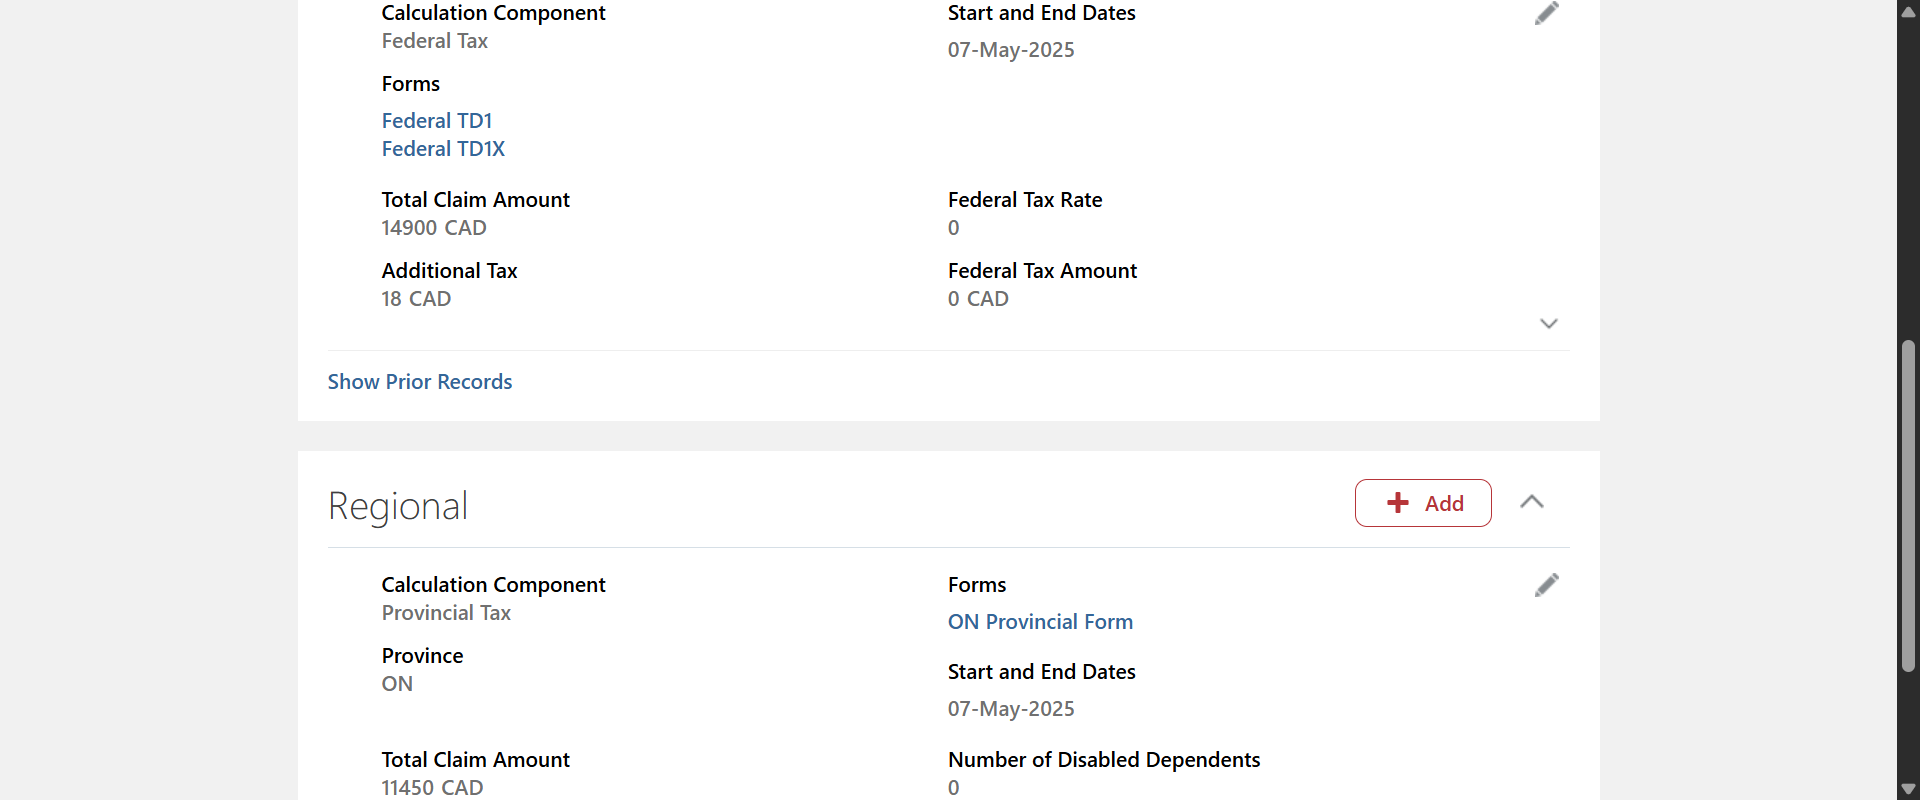 Calculation Component
Federal Tax
Start and End Dates
07-May-2025
Forms
Federal TD1
Federal TD1X
Total Claim Amount
14900 CAD
Federal Tax Rate
0
Additional Tax
18 CAD
Federal Tax Amount
0 CAD
Show Prior Records
Regional
Add
Calculation Component
Provincial Tax
Forms
ON Provincial Form
Province
ON
Start and End Dates
07-May-2025
Total Claim Amount
11450 CAD
Number of Disabled Dependents
0